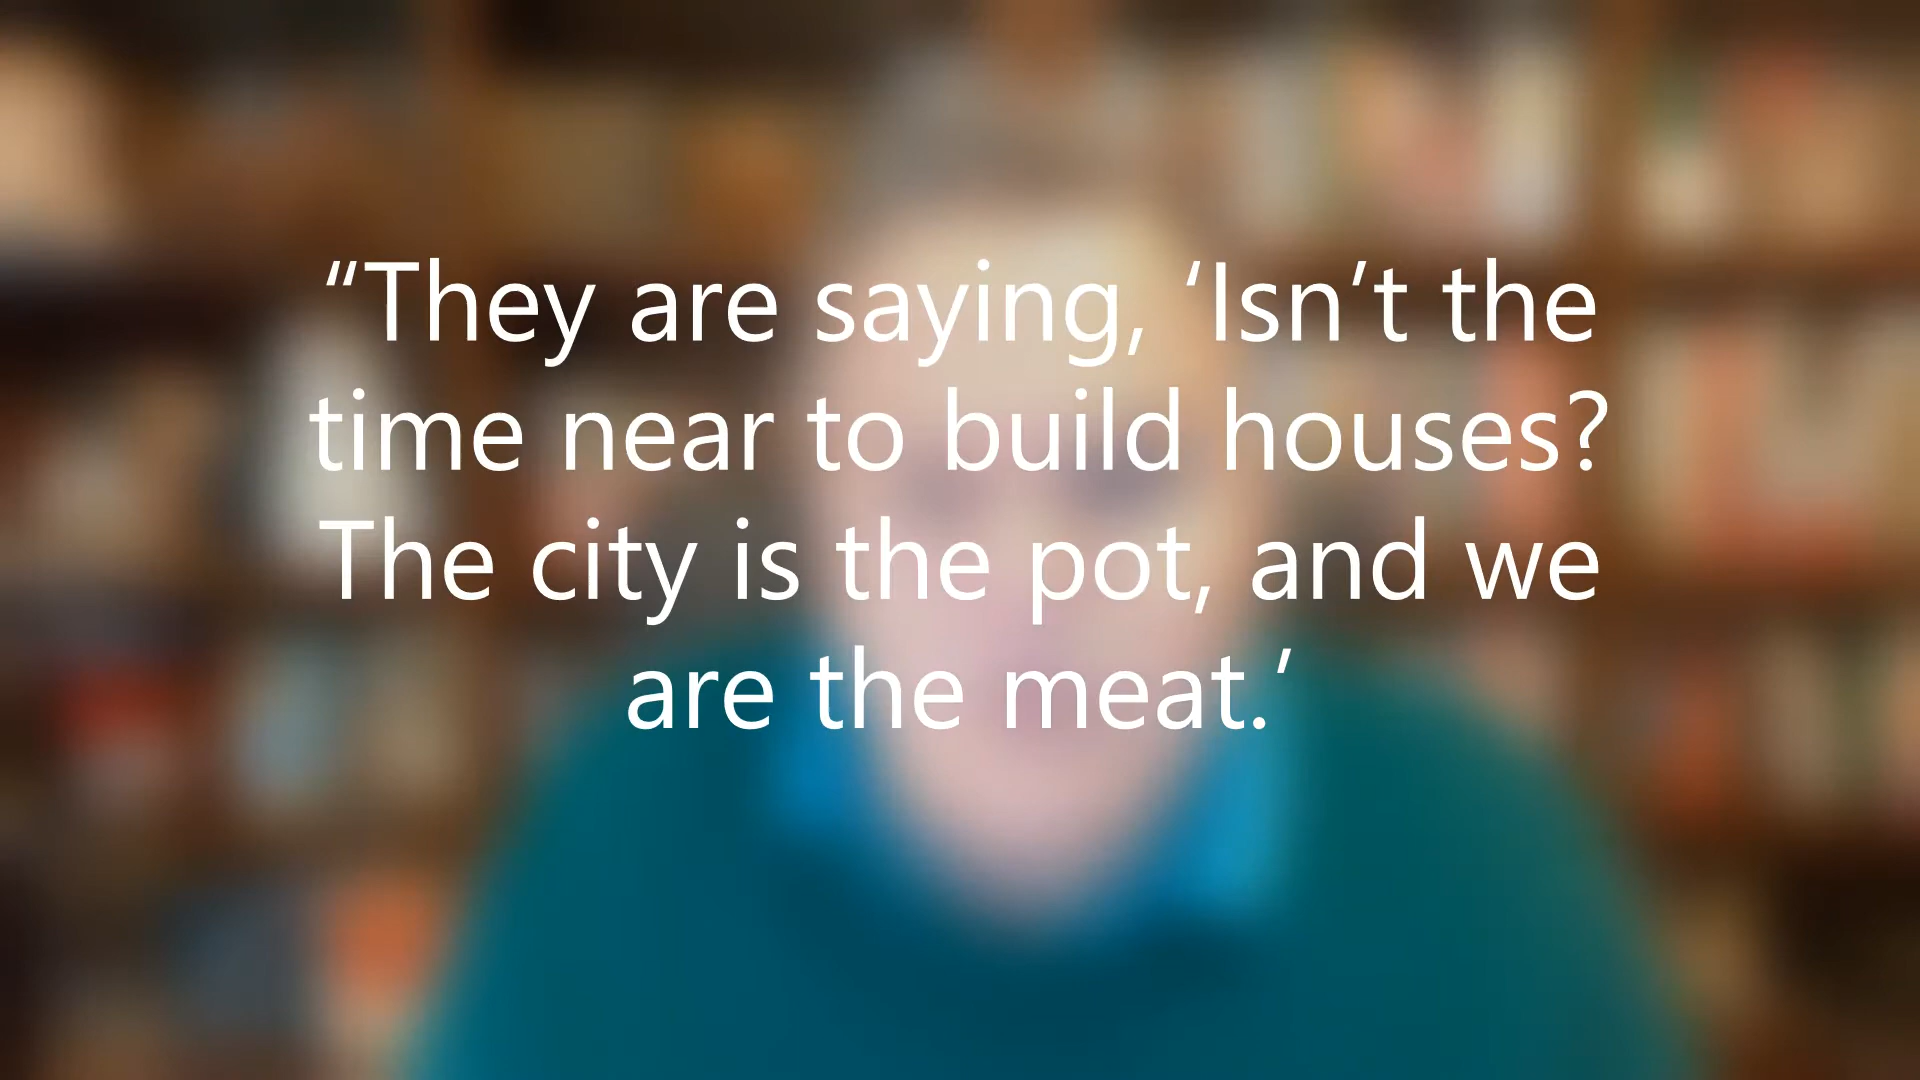 “They are saying, ‘Isn’t the
time near to build houses?
The city is the pot, and we
are the meat.’